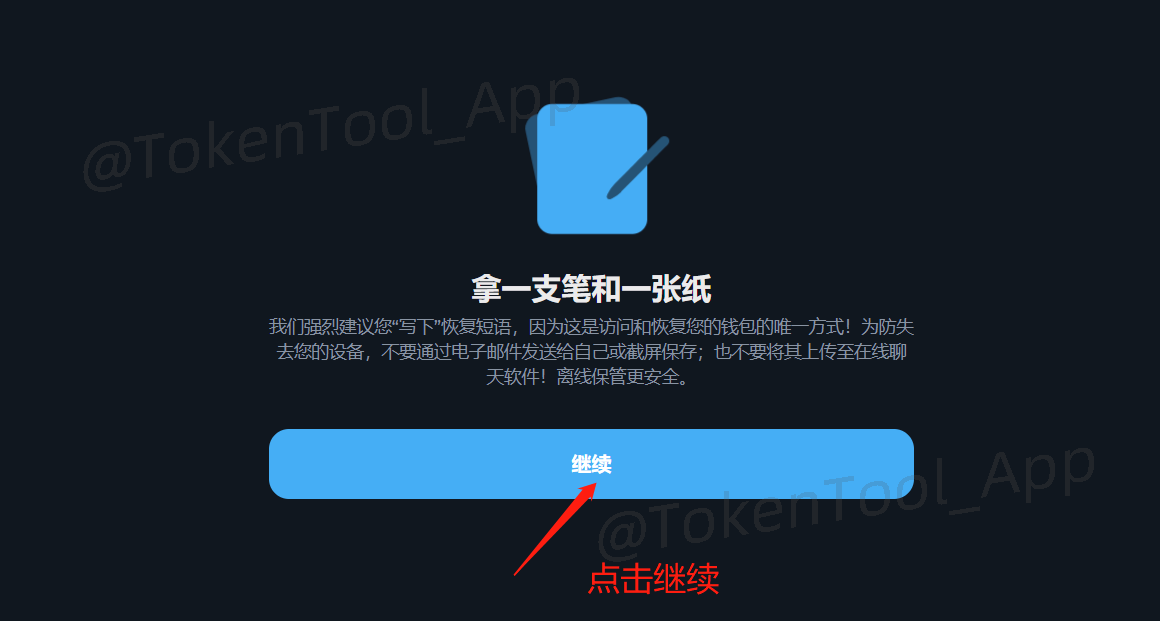 @TokenTool_App
拿一支笔和一张纸
我们强烈建议您“写下”恢复短语，因为这是访问和恢复您的钱包的唯一方式！为防失
去您的设备，不要通过电子邮件发送给自己或截屏保存；也不要将其上传至在线聊
天软件！离线保管更安全。
继续
@TokenTool_App
点击继续